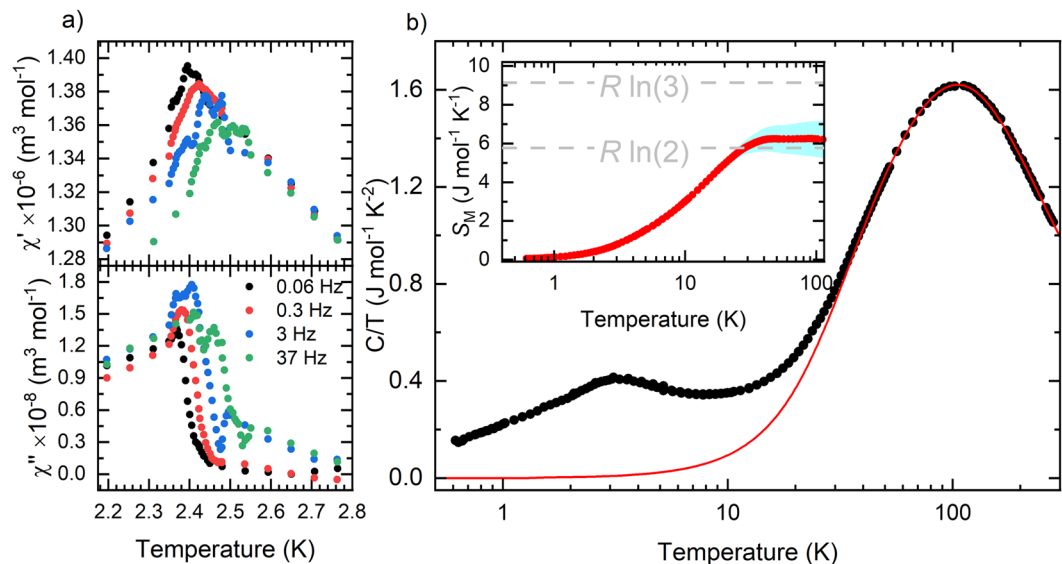 a)
χ' ×10⁻⁶ (m³ mol⁻¹)
1.40
1.38
1.36
1.34
1.32
1.30
1.28
χ'' ×10⁻⁸ (m³ mol⁻¹)
1.8
1.5
1.2
0.9
0.6
0.3
0.0
0.06 Hz
0.3 Hz
3 Hz
37 Hz
2.2 2.3 2.4 2.5 2.6 2.7 2.8
Temperature (K)
b)
C/T (J mol⁻¹ K⁻²)
1.6
1.2
0.8
0.4
0.0
1 10 100
Temperature (K)
S_M (J mol⁻¹ K⁻¹)
10
8
6
4
2
0
R ln(3)
R ln(2)
1 10 100
Temperature (K)